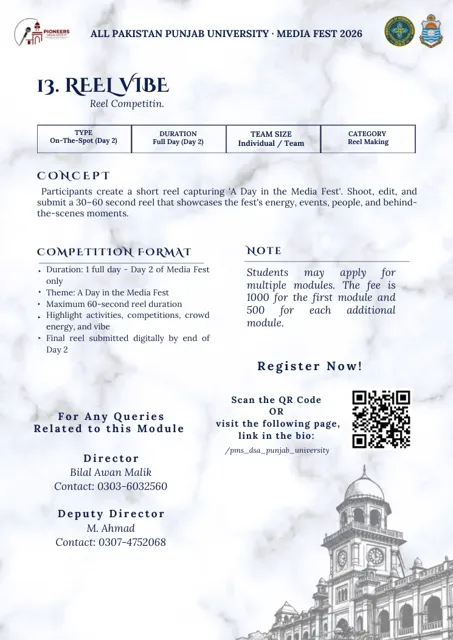 PIONEERS
ALL PAKISTAN PUNJAB UNIVERSITY · MEDIA FEST 2026
13. REEL VIBE
Reel Competitin.
TYPE
On-The-Spot (Day 2)
DURATION
Full Day (Day 2)
TEAM SIZE
Individual / Team
CATEGORY
Reel Making
CONCEPT
Participants create a short reel capturing 'A Day in the Media Fest'. Shoot, edit, and
submit a 30–60 second reel that showcases the fest's energy, events, people, and behind-
the-scenes moments.
COMPETITION FORMAT
• Duration: 1 full day - Day 2 of Media Fest
only
• Theme: A Day in the Media Fest
• Maximum 60-second reel duration
• Highlight activities, competitions, crowd
energy, and vibe
• Final reel submitted digitally by end of
Day 2
NOTE
Students may apply for
multiple modules. The fee is
1000 for the first module and
500 for each additional
module.
Register Now!
Scan the QR Code
OR
visit the following page,
link in the bio:
/pms_dsa_punjab_university
For Any Queries
Related to this Module
Director
Bilal Awan Malik
Contact: 0303-6032560
Deputy Director
M. Ahmad
Contact: 0307-4752068